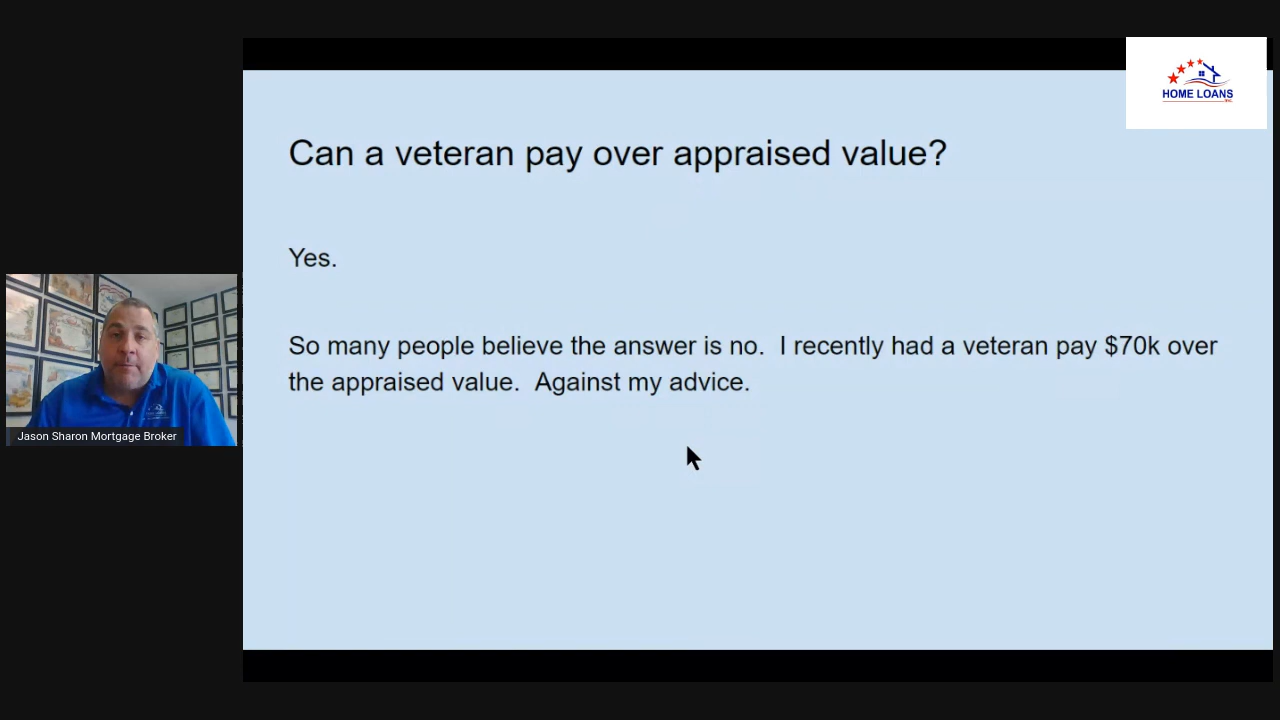 HOME LOANS
INC.
Can a veteran pay over appraised value?
Yes.
So many people believe the answer is no.  I recently had a veteran pay $70k over
the appraised value.  Against my advice.
Jason Sharon Mortgage Broker